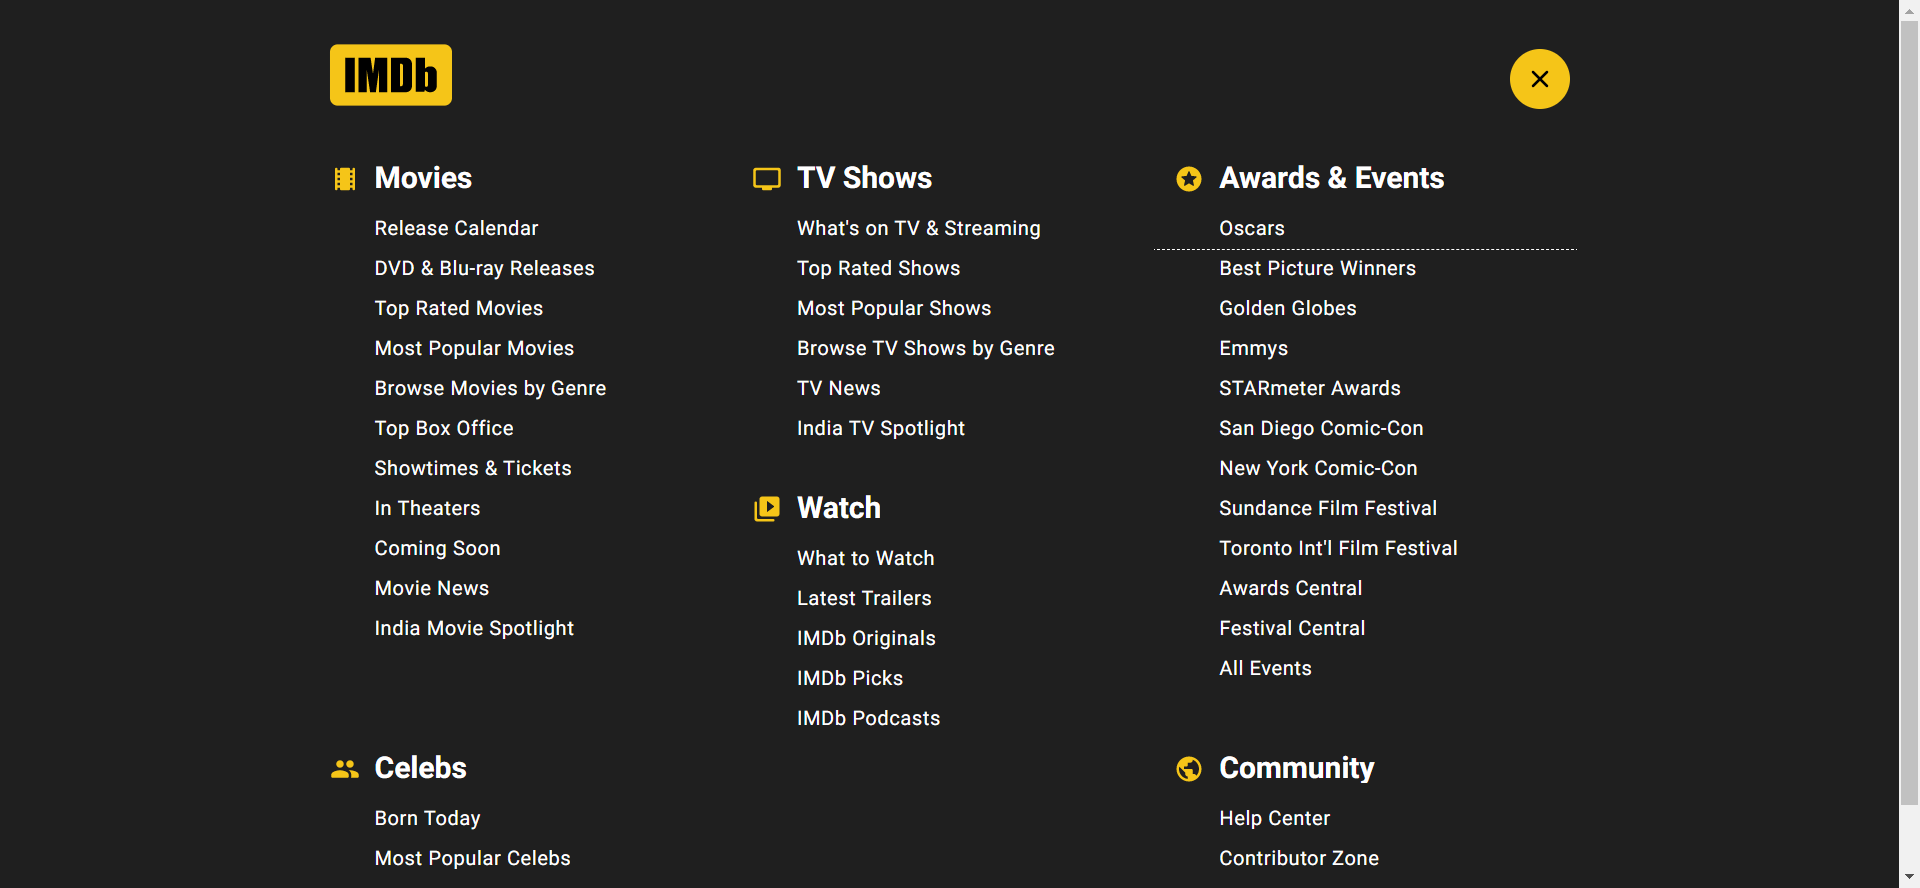 IMDb
Movies
Release Calendar
DVD & Blu-ray Releases
Top Rated Movies
Most Popular Movies
Browse Movies by Genre
Top Box Office
Showtimes & Tickets
In Theaters
Coming Soon
Movie News
India Movie Spotlight
TV Shows
What's on TV & Streaming
Top Rated Shows
Most Popular Shows
Browse TV Shows by Genre
TV News
India TV Spotlight
Watch
What to Watch
Latest Trailers
IMDb Originals
IMDb Picks
IMDb Podcasts
Awards & Events
Oscars
Best Picture Winners
Golden Globes
Emmys
STARmeter Awards
San Diego Comic-Con
New York Comic-Con
Sundance Film Festival
Toronto Int'l Film Festival
Awards Central
Festival Central
All Events
Celebs
Born Today
Most Popular Celebs
Community
Help Center
Contributor Zone